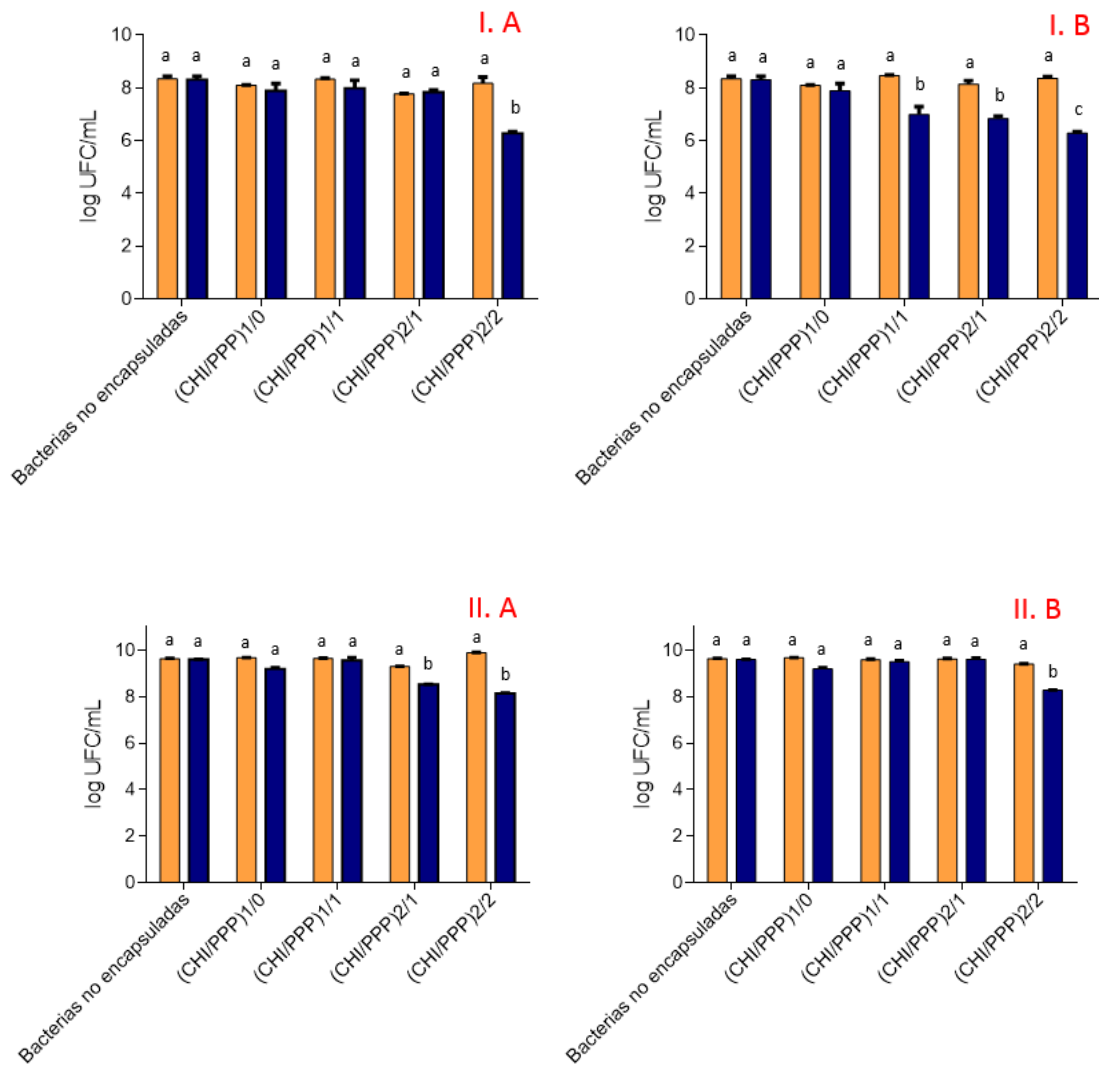 I. A
10
8
6
4
2
0
log UFC/mL
a a a a a a a a a b
Bacterias no encapsuladas
(CHI/PPP)1/0
(CHI/PPP)1/1
(CHI/PPP)2/1
(CHI/PPP)2/2
I. B
10
8
6
4
2
0
log UFC/mL
a a a a a b a b a c
Bacterias no encapsuladas
(CHI/PPP)1/0
(CHI/PPP)1/1
(CHI/PPP)2/1
(CHI/PPP)2/2
II. A
10
8
6
4
2
0
log UFC/mL
a a a a a a a b a b
Bacterias no encapsuladas
(CHI/PPP)1/0
(CHI/PPP)1/1
(CHI/PPP)2/1
(CHI/PPP)2/2
II. B
10
8
6
4
2
0
log UFC/mL
a a a a a a a a a b
Bacterias no encapsuladas
(CHI/PPP)1/0
(CHI/PPP)1/1
(CHI/PPP)2/1
(CHI/PPP)2/2